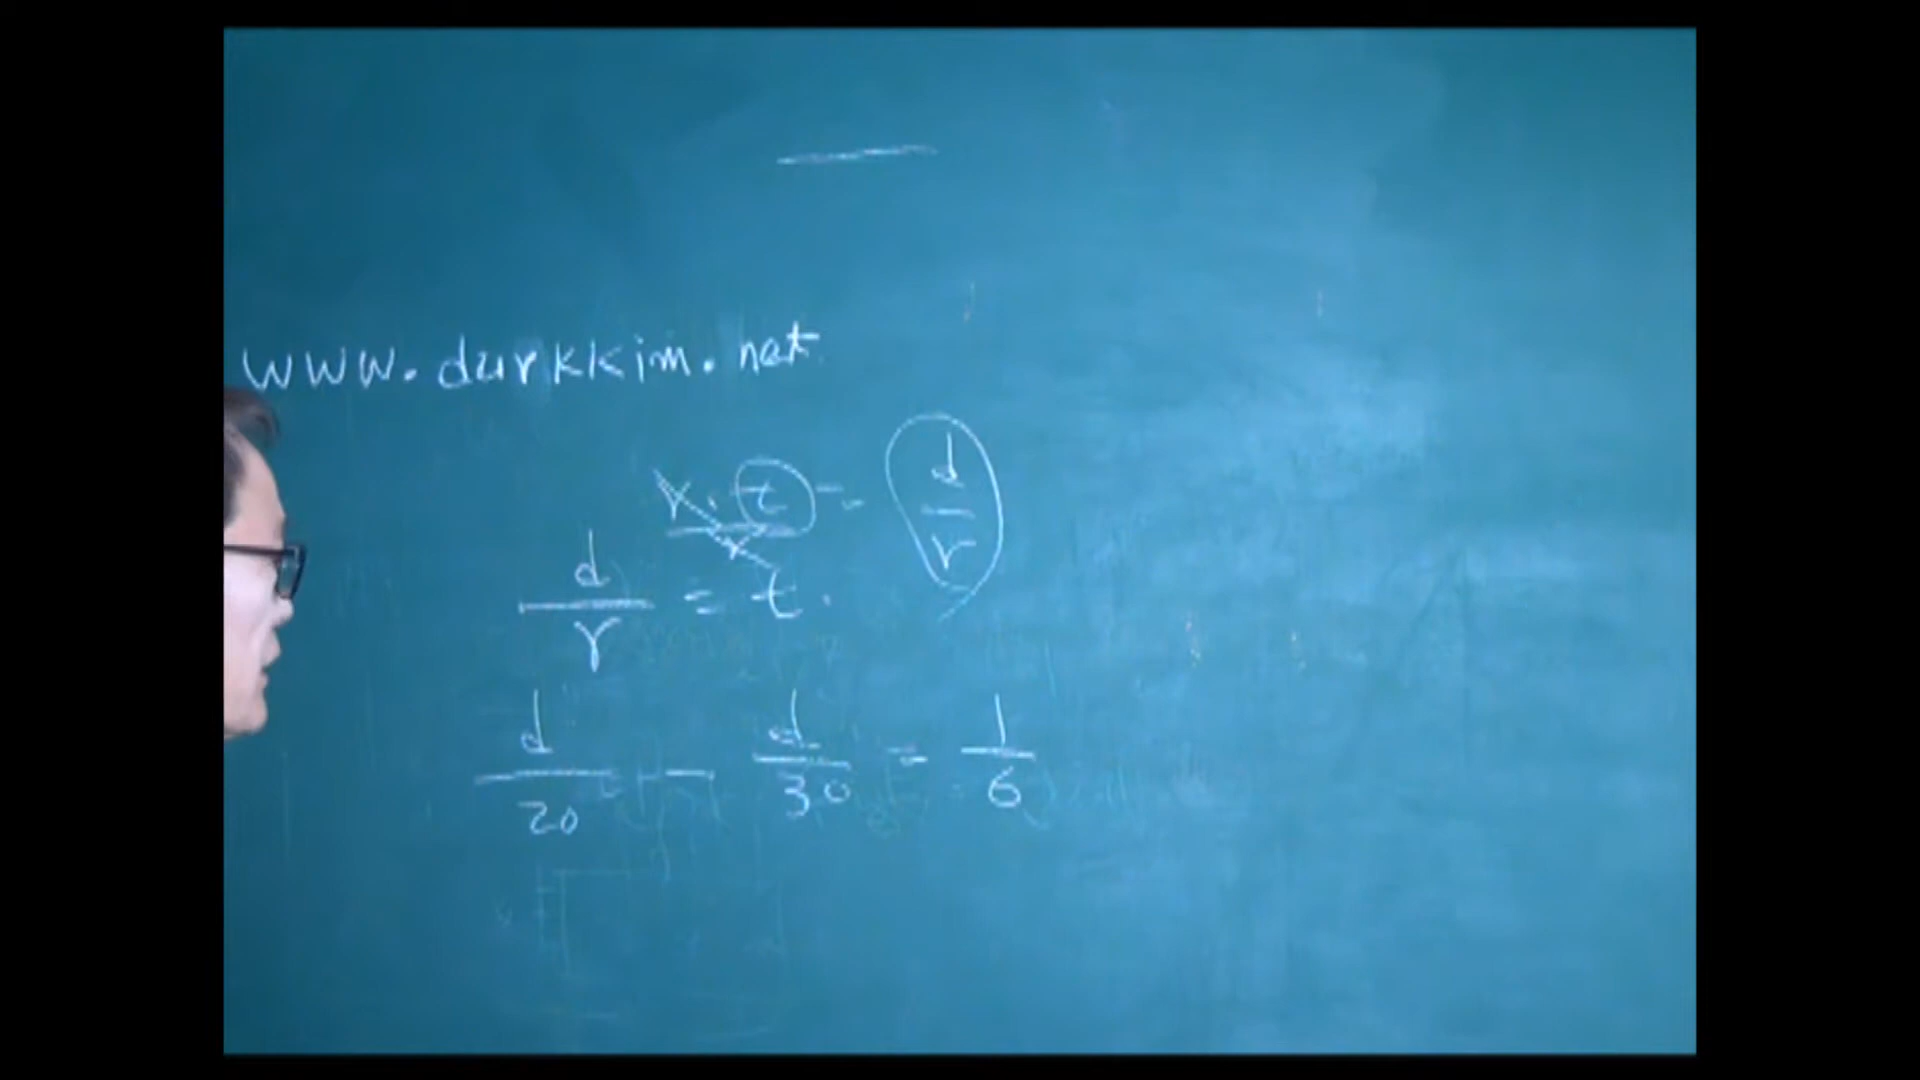 www.durkkim.net
r.t/r = d/r
d/r = t.
d/20 - d/30 = 1/6